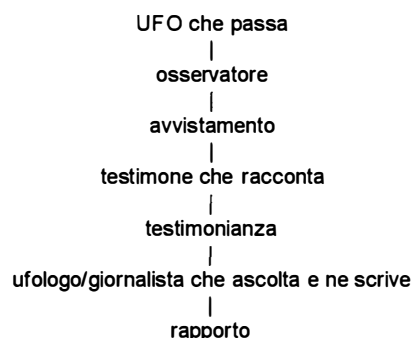 UFO che passa
osservatore
avvistamento
testimone che racconta
testimonianza
ufologo/giornalista che ascolta e ne scrive
rapporto